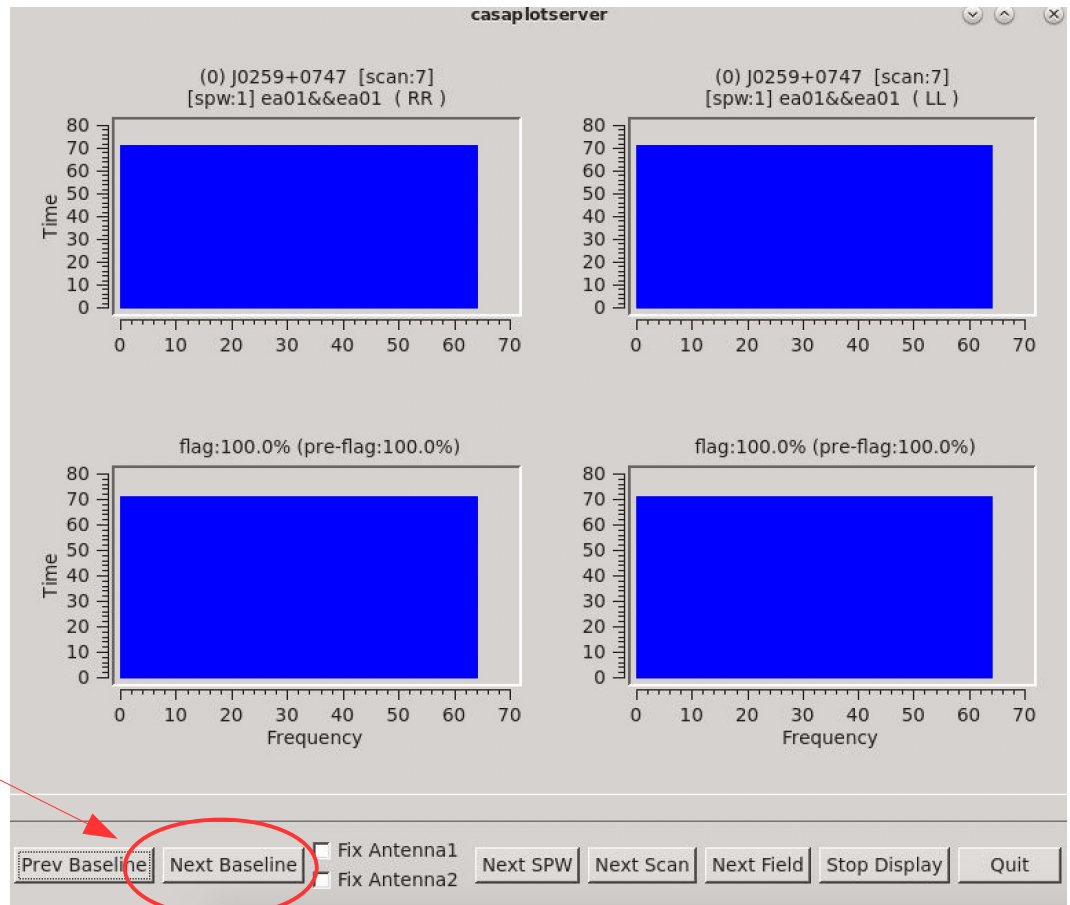 casaplotserver
(0) J0259+0747 [scan:7]
[spw:1] ea01&&ea01 ( RR )
80
70
60
50
40
30
20
10
0
Time
0 10 20 30 40 50 60 70
(0) J0259+0747 [scan:7]
[spw:1] ea01&&ea01 ( LL )
80
70
60
50
40
30
20
10
0
0 10 20 30 40 50 60 70
flag:100.0% (pre-flag:100.0%)
80
70
60
50
40
30
20
10
0
Time
0 10 20 30 40 50 60 70
Frequency
flag:100.0% (pre-flag:100.0%)
80
70
60
50
40
30
20
10
0
0 10 20 30 40 50 60 70
Frequency
Prev Baseline Next Baseline Fix Antenna1 Next SPW Next Scan Next Field Stop Display Quit
Fix Antenna2